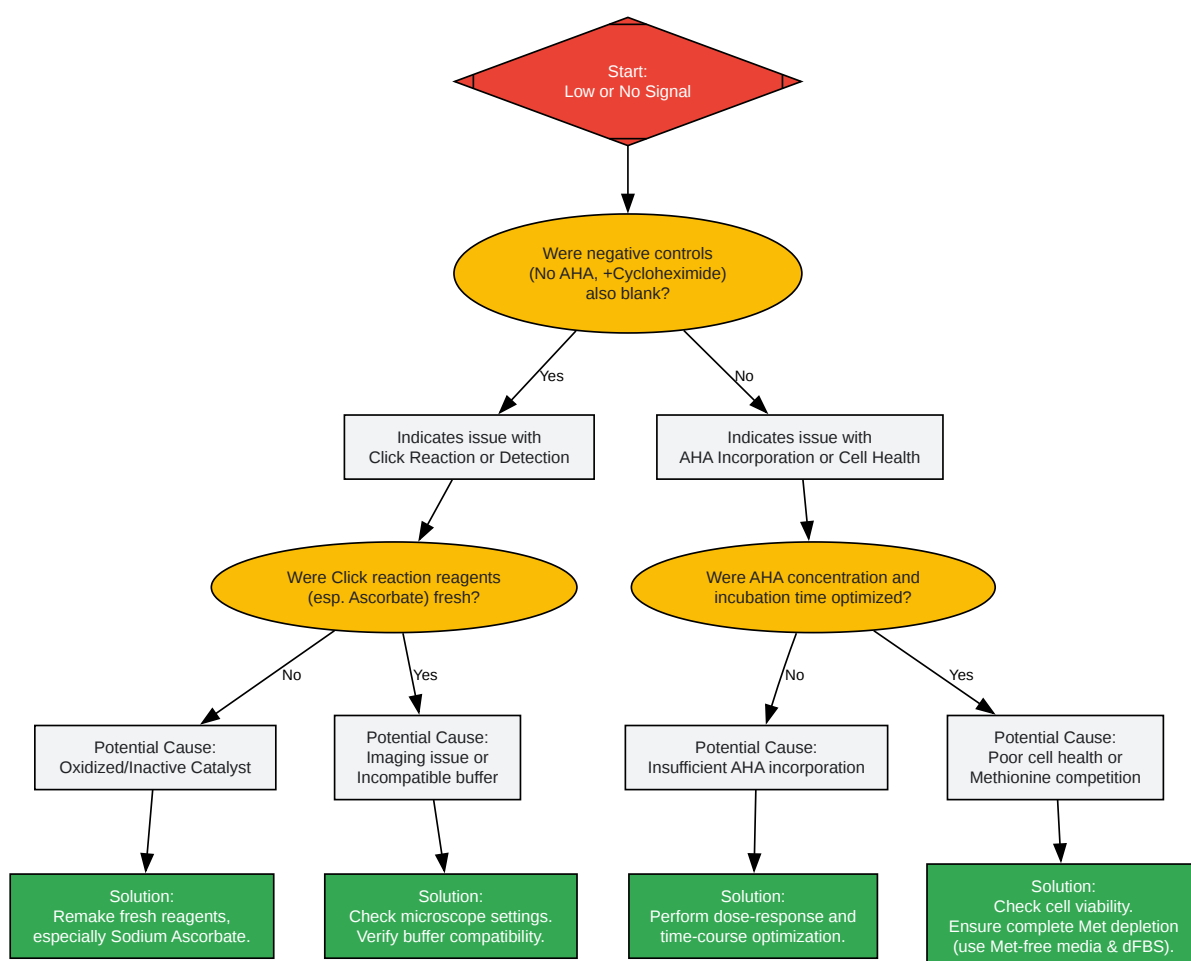 Start:
Low or No Signal
Were negative controls
(No AHA, +Cycloheximide)
also blank?
Yes
No
Indicates issue with
Click Reaction or Detection
Indicates issue with
AHA Incorporation or Cell Health
Were Click reaction reagents
(esp. Ascorbate) fresh?
Were AHA concentration and
incubation time optimized?
No
Yes
No
Yes
Potential Cause:
Oxidized/Inactive Catalyst
Potential Cause:
Imaging issue or
Incompatible buffer
Potential Cause:
Insufficient AHA incorporation
Potential Cause:
Poor cell health or
Methionine competition
Solution:
Remake fresh reagents,
especially Sodium Ascorbate.
Solution:
Check microscope settings.
Verify buffer compatibility.
Solution:
Perform dose-response and
time-course optimization.
Solution:
Check cell viability.
Ensure complete Met depletion
(use Met-free media & dFBS).